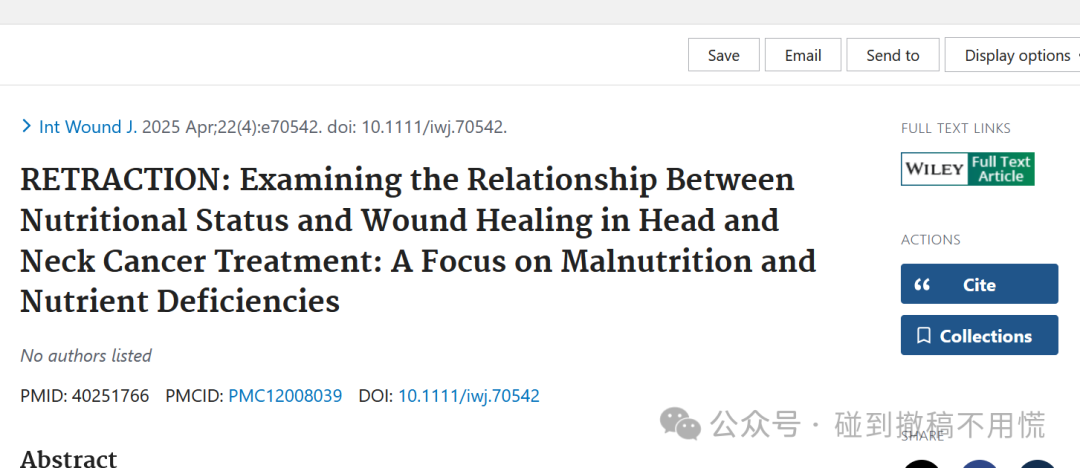 Save Email Send to Display options
Int Wound J. 2025 Apr;22(4):e70542. doi: 10.1111/iwj.70542.
FULL TEXT LINKS
WILEY Full Text Article
RETRACTION: Examining the Relationship Between
Nutritional Status and Wound Healing in Head and
Neck Cancer Treatment: A Focus on Malnutrition and
Nutrient Deficiencies
ACTIONS
Cite
Collections
No authors listed
PMID: 40251766 PMCID: PMC12008039 DOI: 10.1111/iwj.70542
公众号 · 碰到撤稿不用慌
SHARE
Abstract